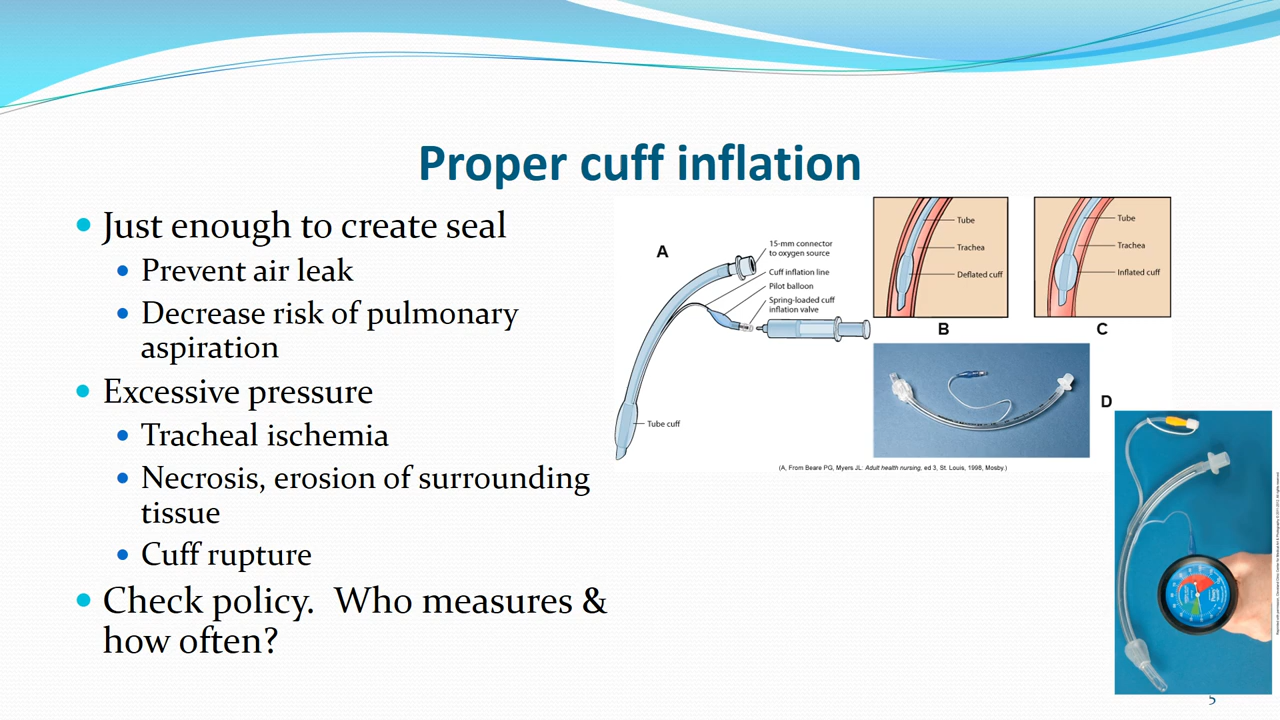 Proper cuff inflation
Just enough to create seal
Prevent air leak
Decrease risk of pulmonary
aspiration
Excessive pressure
Tracheal ischemia
Necrosis, erosion of surrounding
tissue
Cuff rupture
Check policy.  Who measures &
how often?
A
15-mm connector
to oxygen source
Cuff inflation line
Pilot balloon
Spring-loaded cuff
inflation valve
Tube cuff
Tube
Trachea
Deflated cuff
B
Tube
Trachea
Inflated cuff
C
D
(A, From Beare PG, Myers JL: Adult health nursing, ed 3, St. Louis, 1998, Mosby.)
5